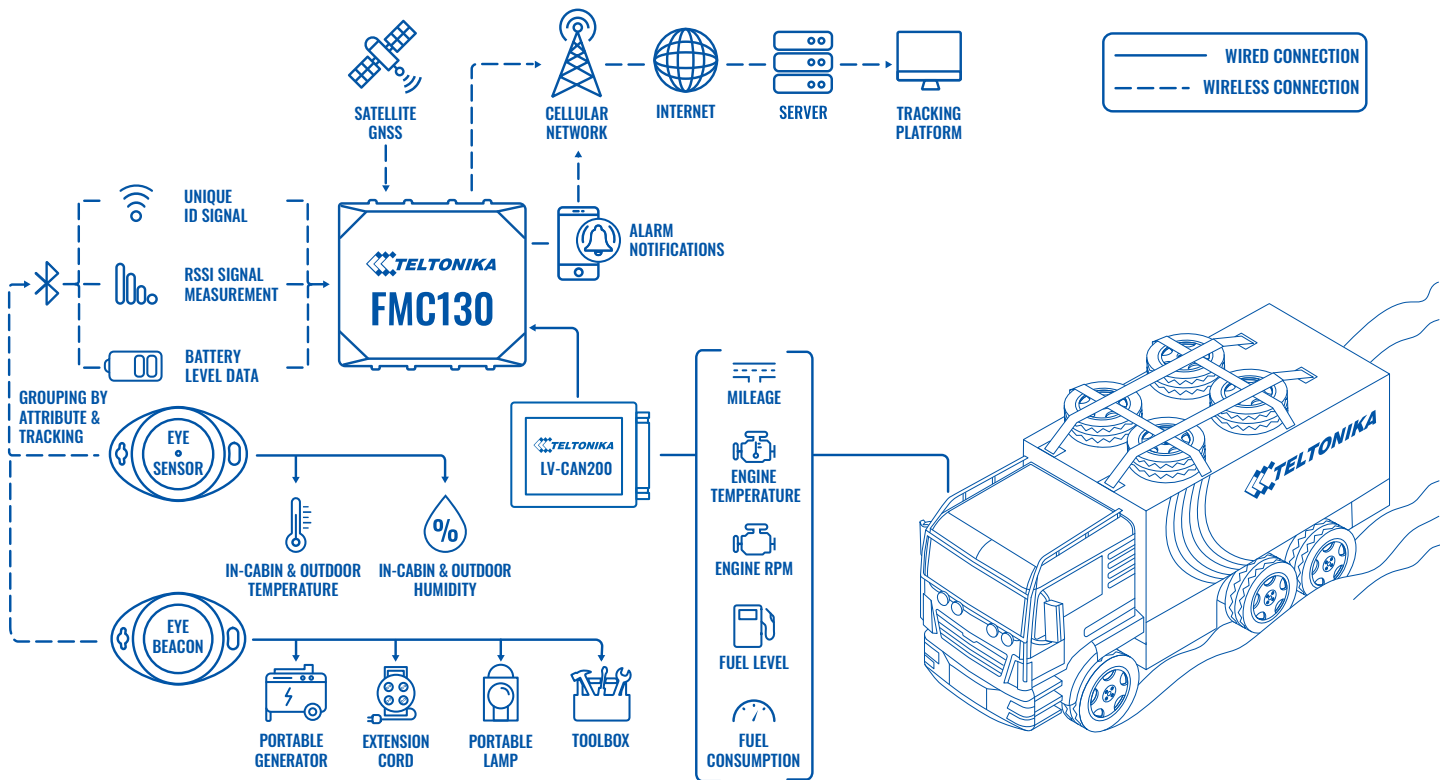 WIRED CONNECTION
WIRELESS CONNECTION
SATELLITE
GNSS
CELLULAR
NETWORK
INTERNET
SERVER
TRACKING
PLATFORM
UNIQUE
ID SIGNAL
RSSI SIGNAL
MEASUREMENT
BATTERY
LEVEL DATA
TELTONIKA
FMC130
ALARM
NOTIFICATIONS
GROUPING BY
ATTRIBUTE &
TRACKING
EYE
SENSOR
IN-CABIN & OUTDOOR
TEMPERATURE
%
IN-CABIN & OUTDOOR
HUMIDITY
TELTONIKA
LV-CAN200
MILEAGE
ENGINE
TEMPERATURE
ENGINE RPM
FUEL LEVEL
FUEL
CONSUMPTION
TELTONIKA
EYE
BEACON
PORTABLE
GENERATOR
EXTENSION
CORD
PORTABLE
LAMP
TOOLBOX